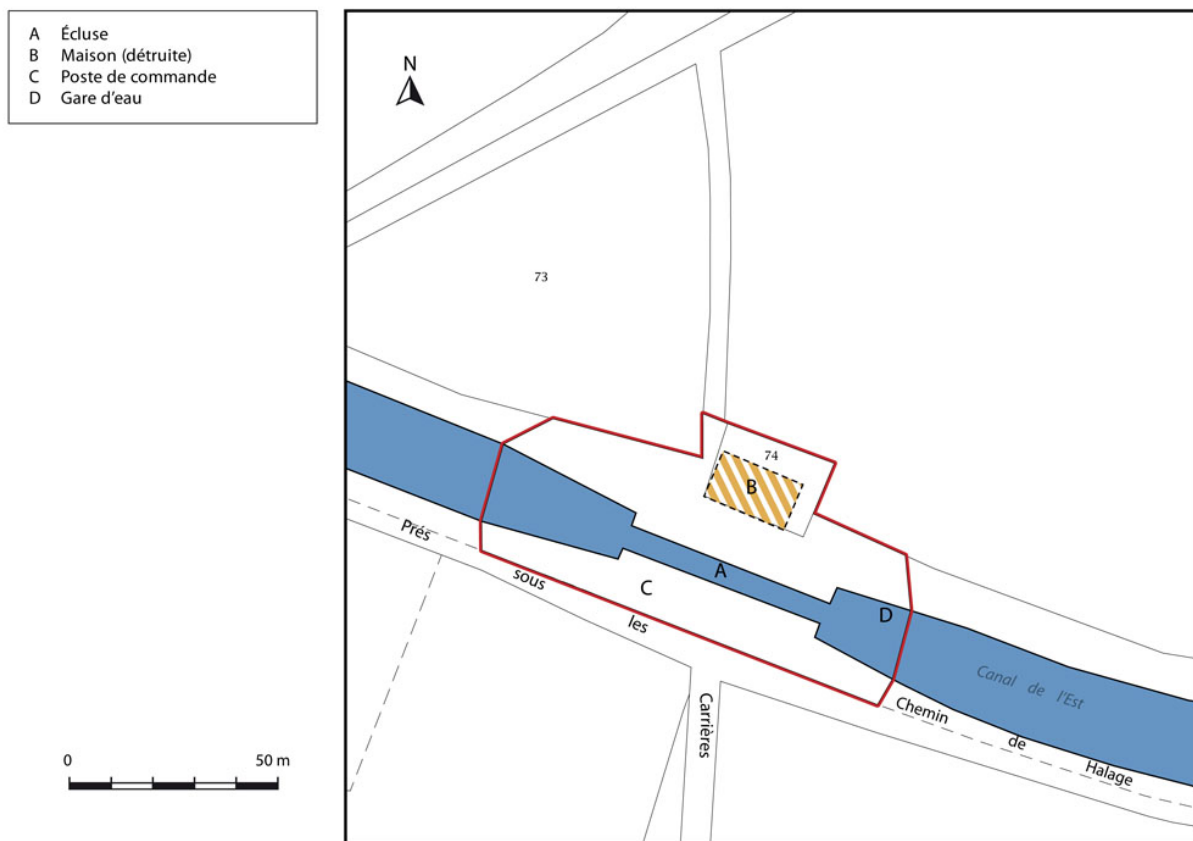 A Écluse
B Maison (détruite)
C Poste de commande
D Gare d'eau
N
73
74
B
A
C
D
Prés sous les Carrières
Canal de l'Est
Chemin de Halage
0 50 m